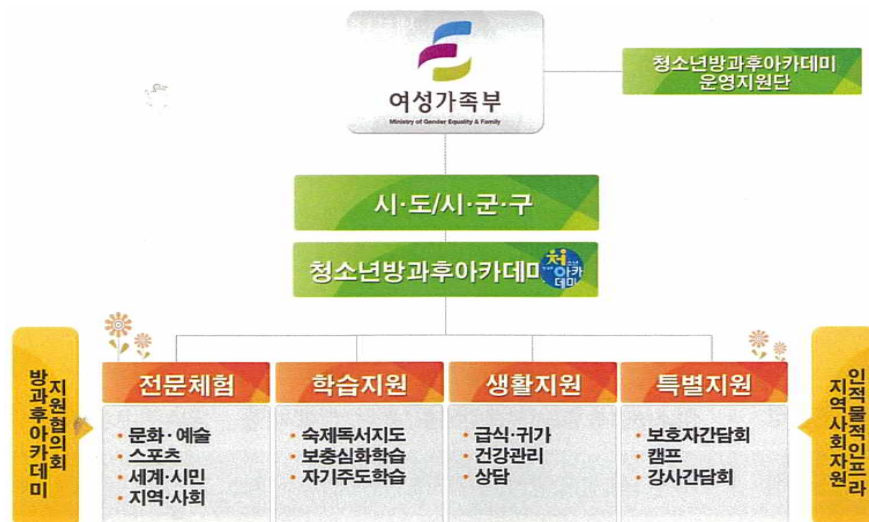 여성가족부
Ministry of Gender Equality & Family
청소년방과후아카데미
운영지원단
시·도/시·군·구
청소년방과후아카데미
청소년
아카
데미
방과후아카데미
지원협의회
전문체험
· 문화·예술
· 스포츠
· 세계·시민
· 지역·사회
학습지원
· 숙제독서지도
· 보충심화학습
· 자기주도학습
생활지원
· 급식·귀가
· 건강관리
· 상담
특별지원
· 보호자간담회
· 캠프
· 강사간담회
지역사회자원
인적물적인프라